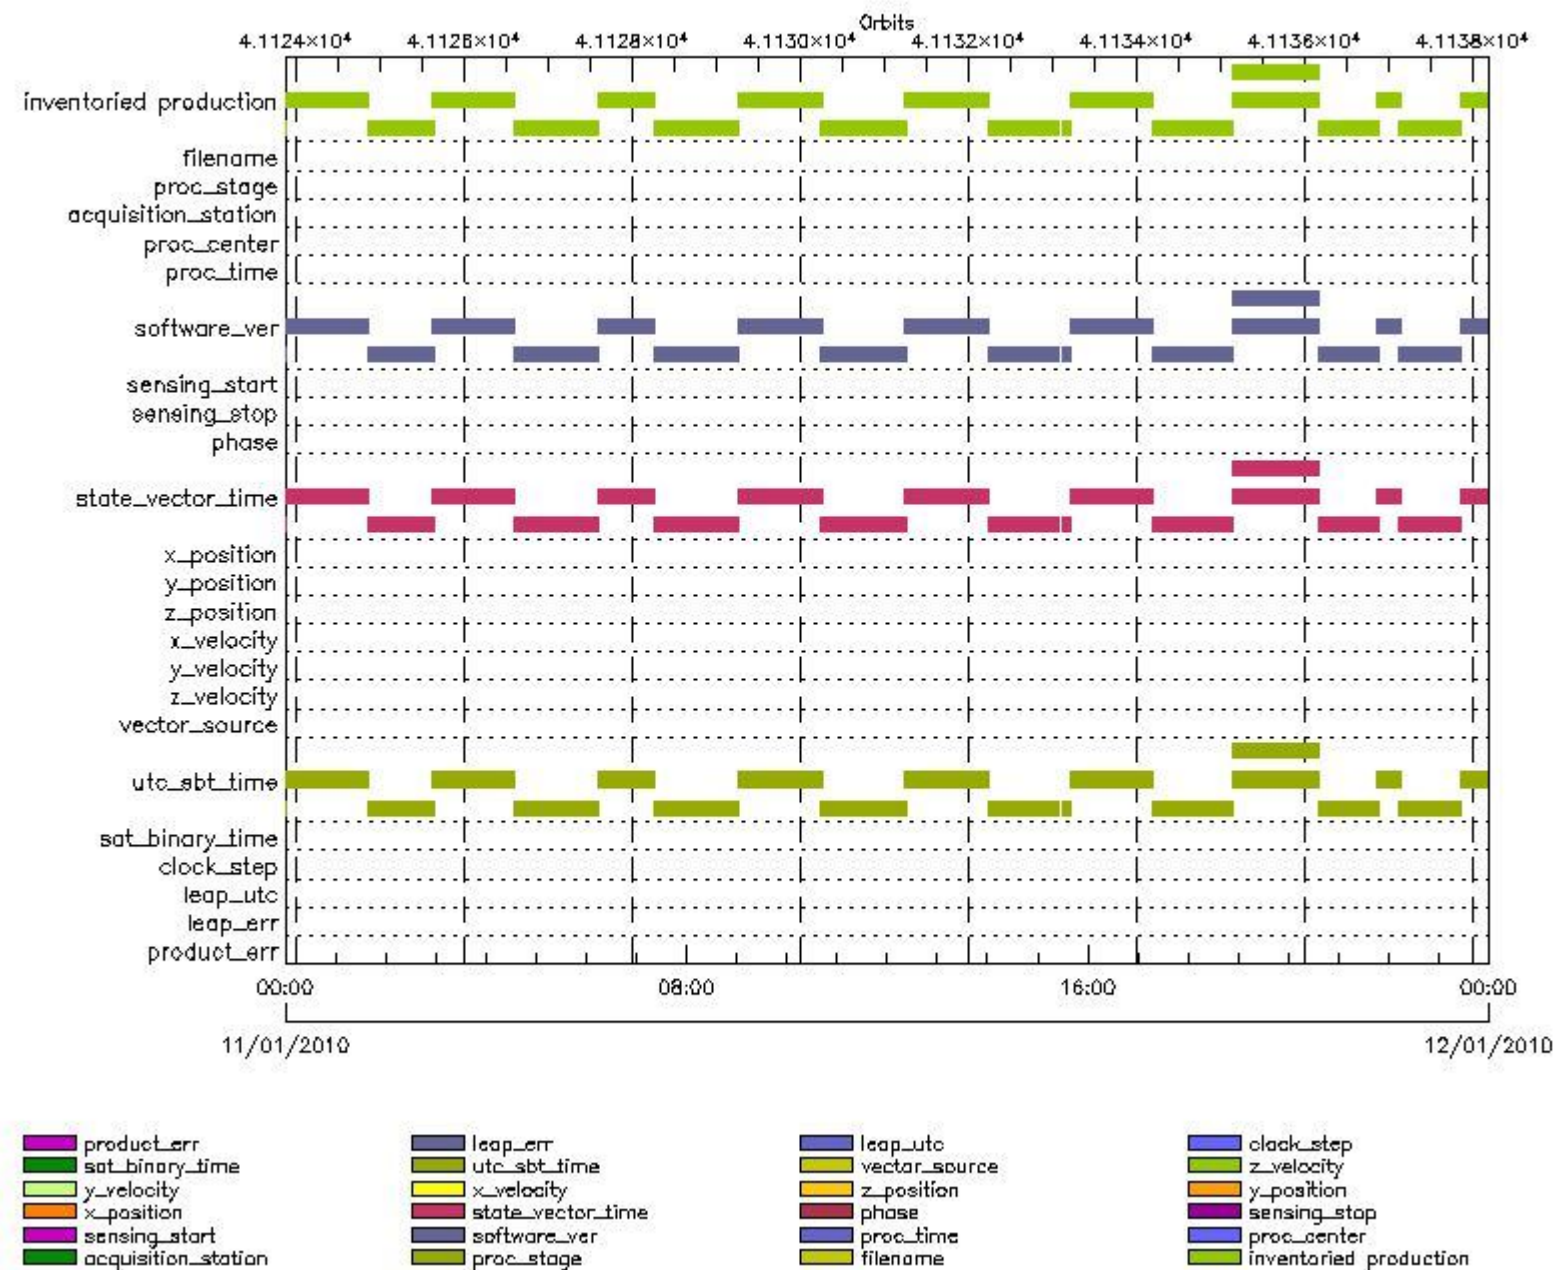 Orbits
4.1124×10⁴ 4.1126×10⁴ 4.1128×10⁴ 4.1130×10⁴ 4.1132×10⁴ 4.1134×10⁴ 4.1136×10⁴ 4.1138×10⁴
inventoried production
filename
proc_stage
acquisition_station
proc_center
proc_time
software_ver
sensing_start
sensing_stop
phase
state_vector_time
x_position
y_position
z_position
x_velocity
y_velocity
z_velocity
vector_source
utc_sbt_time
sat_binary_time
clock_step
leap_utc
leap_err
product_err
00:00 08:00 16:00 00:00
11/01/2010 12/01/2010
product_err leap_err leap_utc clock_step
sat_binary_time utc_sbt_time vector_source z_velocity
y_velocity x_velocity z_position y_position
x_position state_vector_time phase sensing_stop
sensing_start software_ver proc_time proc_center
acquisition_station proc_stage filename inventoried production